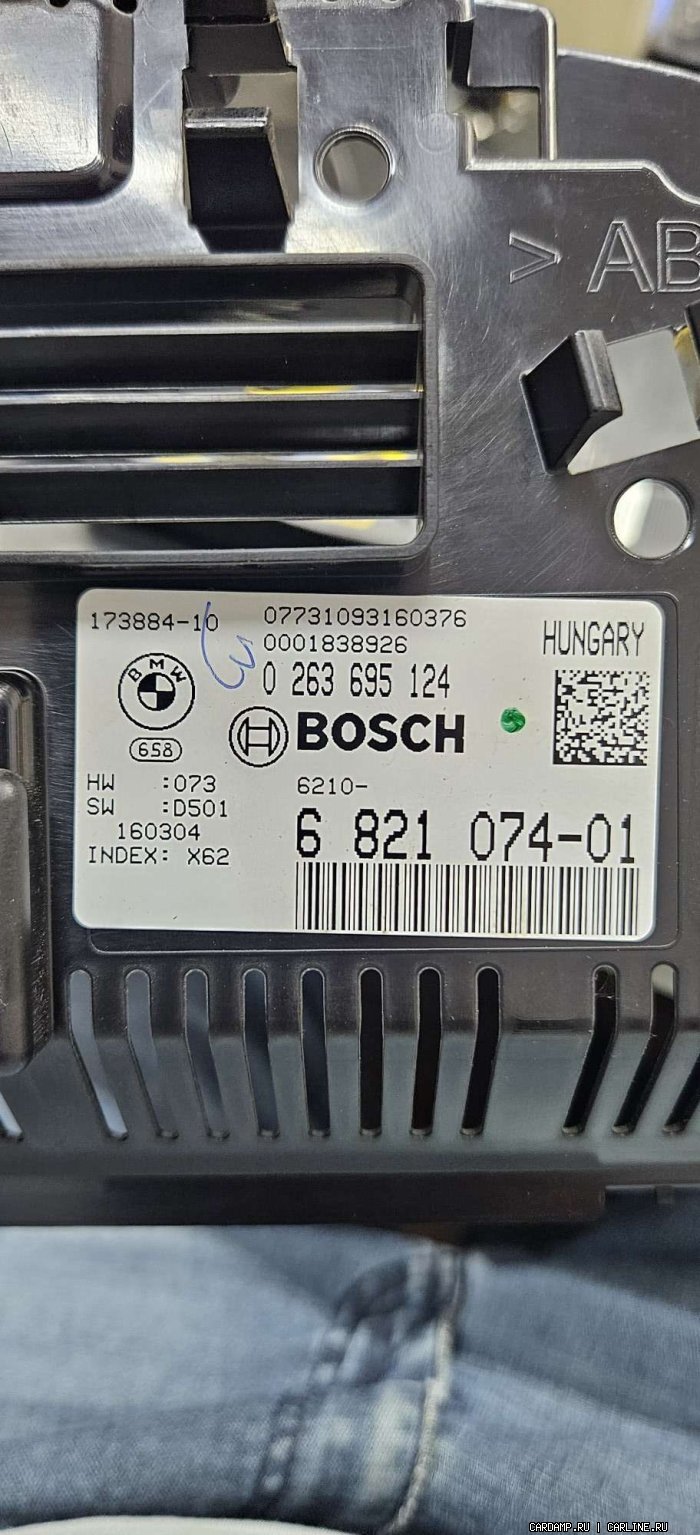 > AB
173884-10
07731093160376
0001838926
HUNGARY
0 263 695 124
BMW
BOSCH
658
HW :073
6210-
SW :D501
6 821 074-01
160304
INDEX: X62
CARDAMP.RU | CARLINE.RU